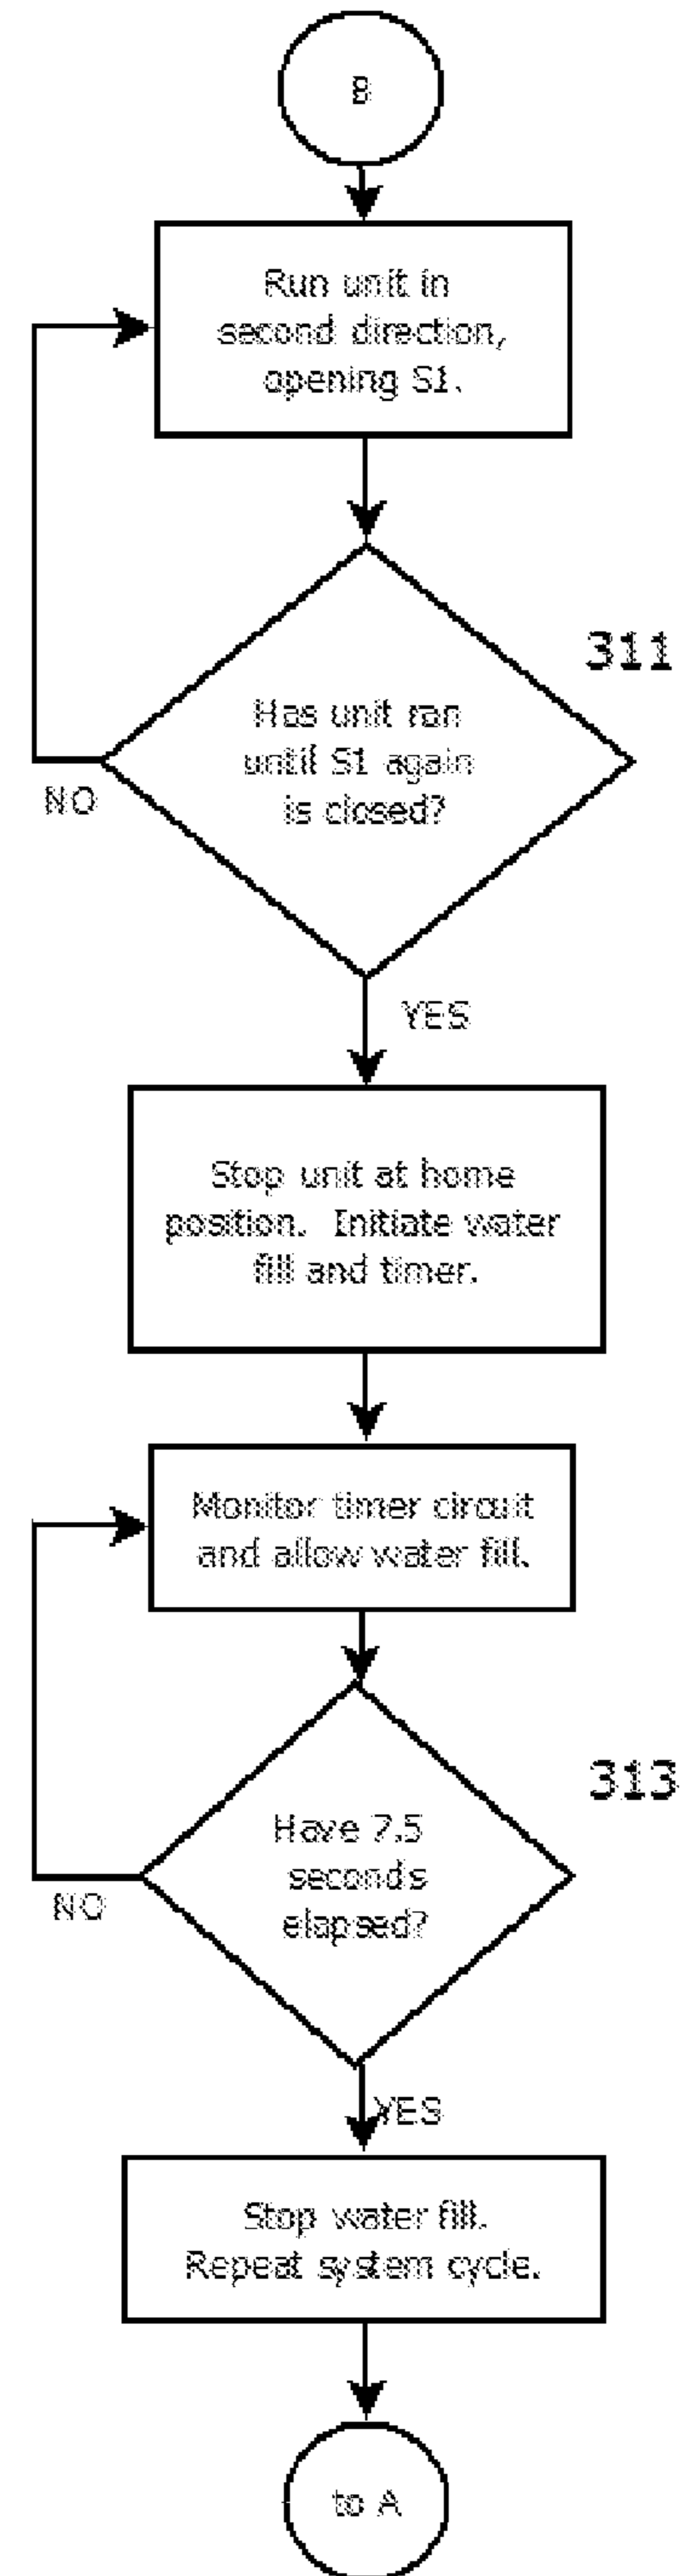 B
Run unit in
second direction,
opening S1.
311
Has unit ran
until S1 again
is closed?
NO
YES
Stop unit at home
position. Initiate water
fill and timer.
Monitor timer circuit
and allow water fill.
313
Have 7.5
seconds
elapsed?
NO
YES
Stop water fill.
Repeat system cycle.
to A